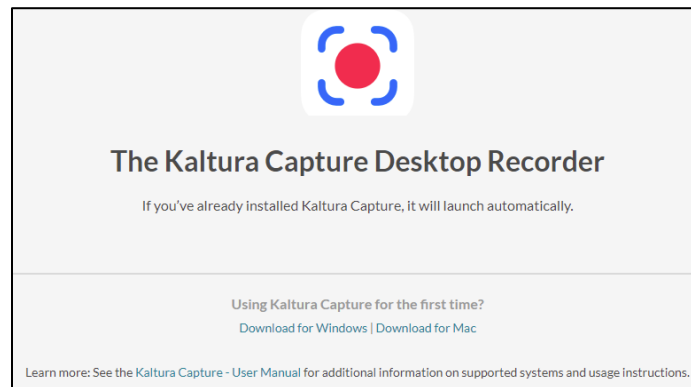 The Kaltura Capture Desktop Recorder
If you've already installed Kaltura Capture, it will launch automatically.
Using Kaltura Capture for the first time?
Download for Windows | Download for Mac
Learn more: See the Kaltura Capture - User Manual for additional information on supported systems and usage instructions.